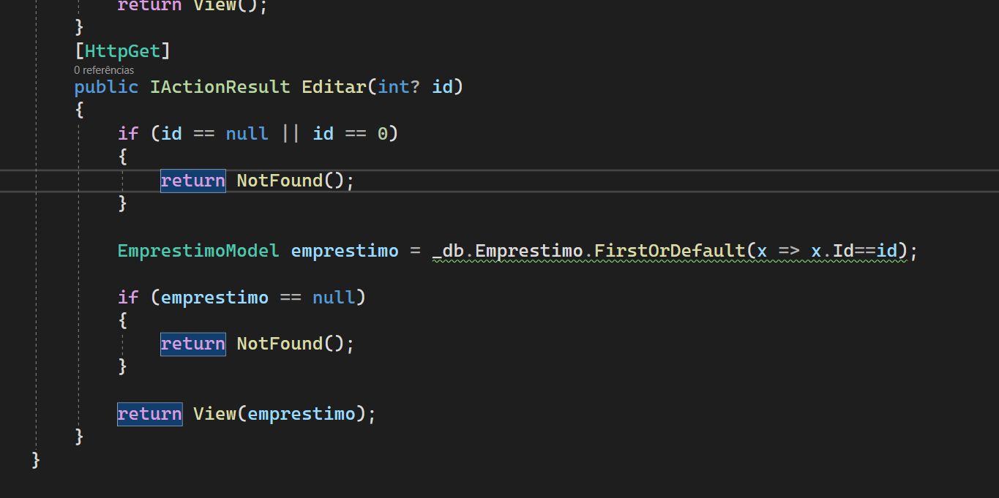 return View();
}
[HttpGet]
0 referências
public IActionResult Editar(int? id)
{
if (id == null || id == 0)
{
return NotFound();
}
EmprestimoModel emprestimo = _db.Emprestimo.FirstOrDefault(x => x.Id==id);
if (emprestimo == null)
{
return NotFound();
}
return View(emprestimo);
}
}